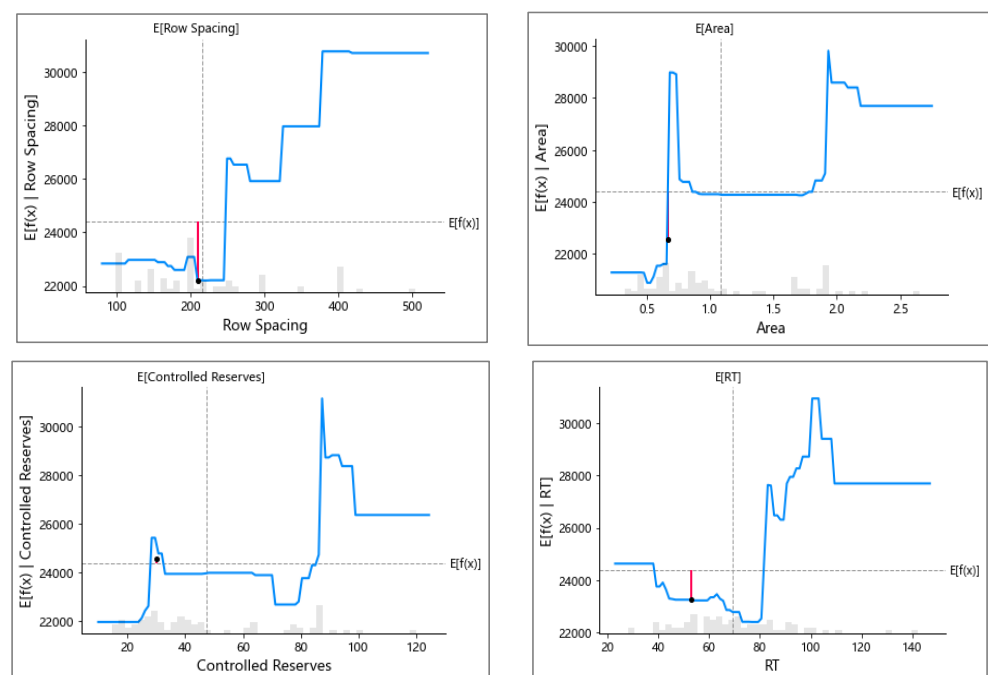 E[Row Spacing]
30000
28000
26000
24000
22000
E[f(x) | Row Spacing]
E[f(x)]
100
200
300
400
500
Row Spacing
E[Area]
30000
28000
26000
24000
22000
E[f(x) | Area]
E[f(x)]
0.5
1.0
1.5
2.0
2.5
Area
E[Controlled Reserves]
30000
28000
26000
24000
22000
E[f(x) | Controlled Reserves]
E[f(x)]
20
40
60
80
100
120
Controlled Reserves
E[RT]
30000
28000
26000
24000
22000
E[f(x) | RT]
E[f(x)]
20
40
60
80
100
120
140
RT